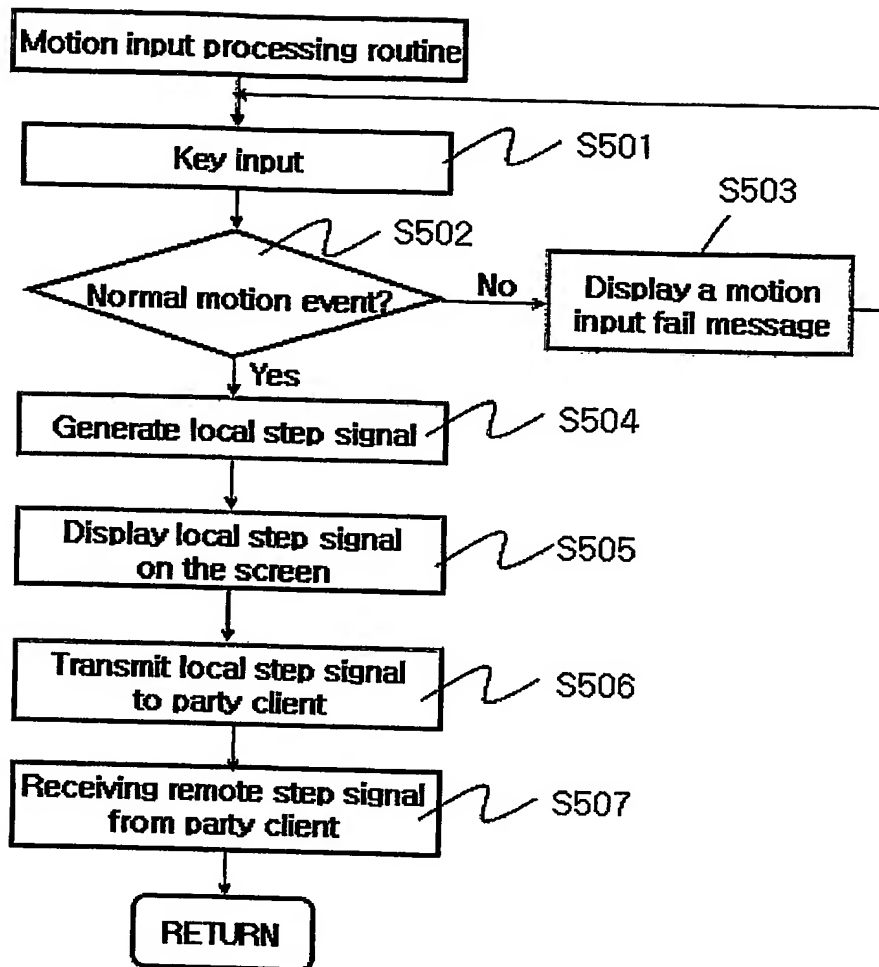 Motion input processing routine
Key input
S501
S502
S503
Normal motion event?
No
Display a motion
input fail message
Yes
Generate local step signal
S504
Display local step signal
on the screen
S505
Transmit local step signal
to party client
S506
Receiving remote step signal
from party client
S507
RETURN